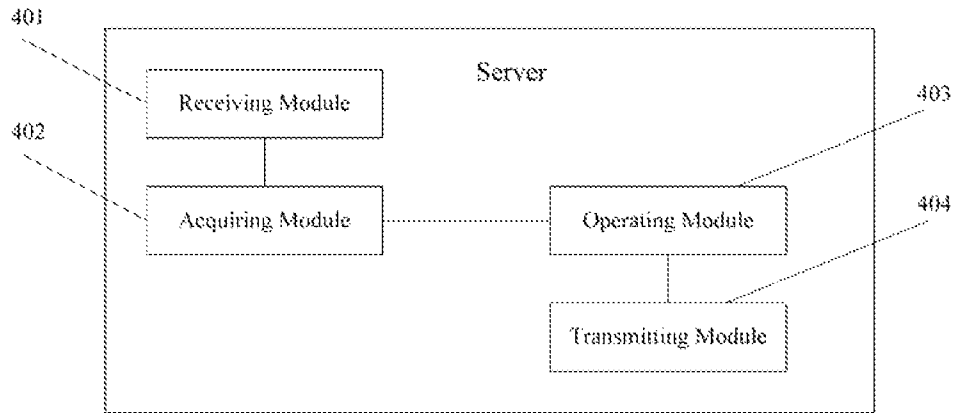 401
Server
Receiving Module
403
402
Acquiring Module
Operating Module
404
Transmitting Module